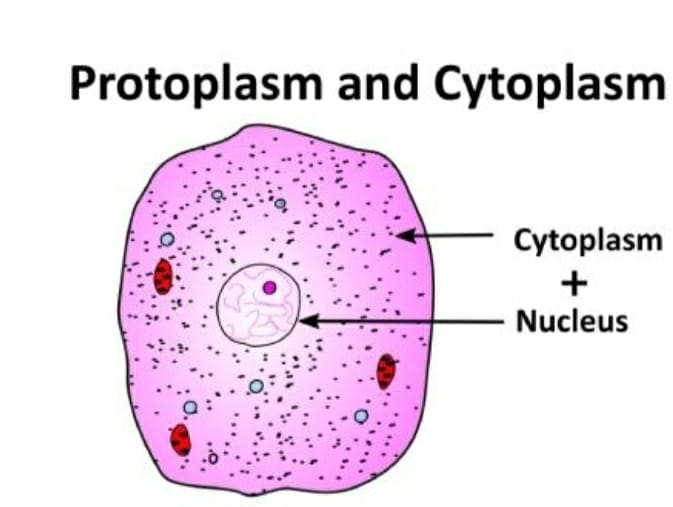 Protoplasm and Cytoplasm
Cytoplasm
+
Nucleus